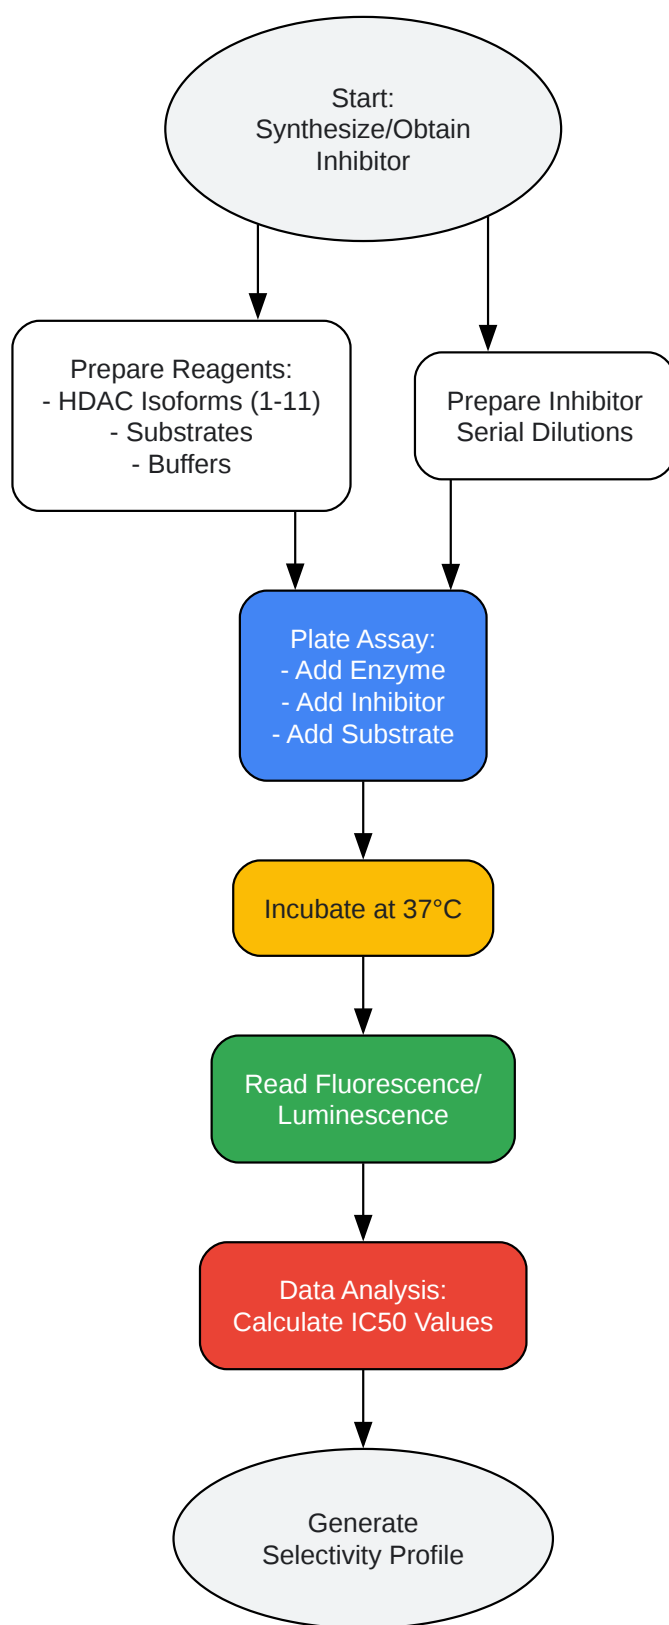 Start:
Synthesize/Obtain
Inhibitor
Prepare Reagents:
- HDAC Isoforms (1-11)
- Substrates
- Buffers
Prepare Inhibitor
Serial Dilutions
Plate Assay:
- Add Enzyme
- Add Inhibitor
- Add Substrate
Incubate at 37°C
Read Fluorescence/
Luminescence
Data Analysis:
Calculate IC50 Values
Generate
Selectivity Profile